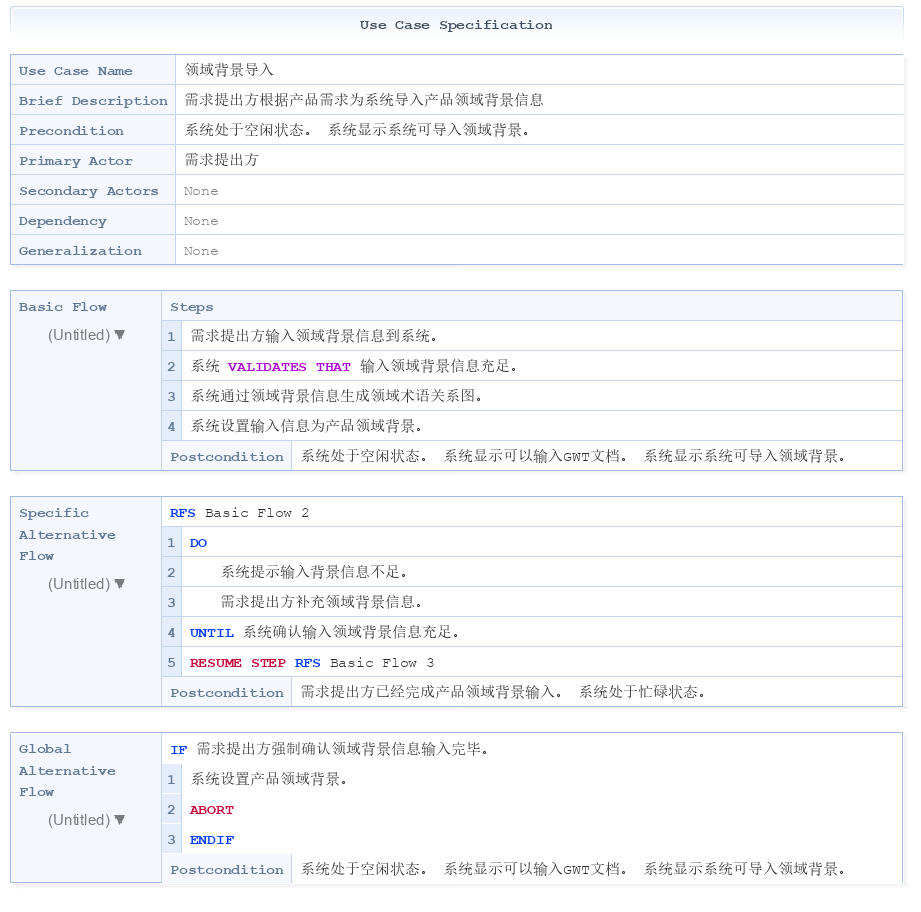 Use Case Specification
Use Case Name 领域背景导入
Brief Description 需求提出方根据产品需求为系统导入产品领域背景信息
Precondition 系统处于空闲状态。 系统显示系统可导入领域背景。
Primary Actor 需求提出方
Secondary Actors None
Dependency None
Generalization None
Basic Flow
(Untitled) ▼
Steps
1 需求提出方输入领域背景信息到系统。
2 系统 VALIDATES THAT 输入领域背景信息充足。
3 系统通过领域背景信息生成领域术语关系图。
4 系统设置输入信息为产品领域背景。
Postcondition 系统处于空闲状态。 系统显示可以输入GWT文档。 系统显示系统可导入领域背景。
Specific
Alternative
Flow
(Untitled) ▼
RFS Basic Flow 2
1 DO
2 系统提示输入背景信息不足。
3 需求提出方补充领域背景信息。
4 UNTIL 系统确认输入领域背景信息充足。
5 RESUME STEP RFS Basic Flow 3
Postcondition 需求提出方已经完成产品领域背景输入。 系统处于忙碌状态。
Global
Alternative
Flow
(Untitled) ▼
IF 需求提出方强制确认领域背景信息输入完毕。
1 系统设置产品领域背景。
2 ABORT
3 ENDIF
Postcondition 系统处于空闲状态。 系统显示可以输入GWT文档。 系统显示系统可导入领域背景。